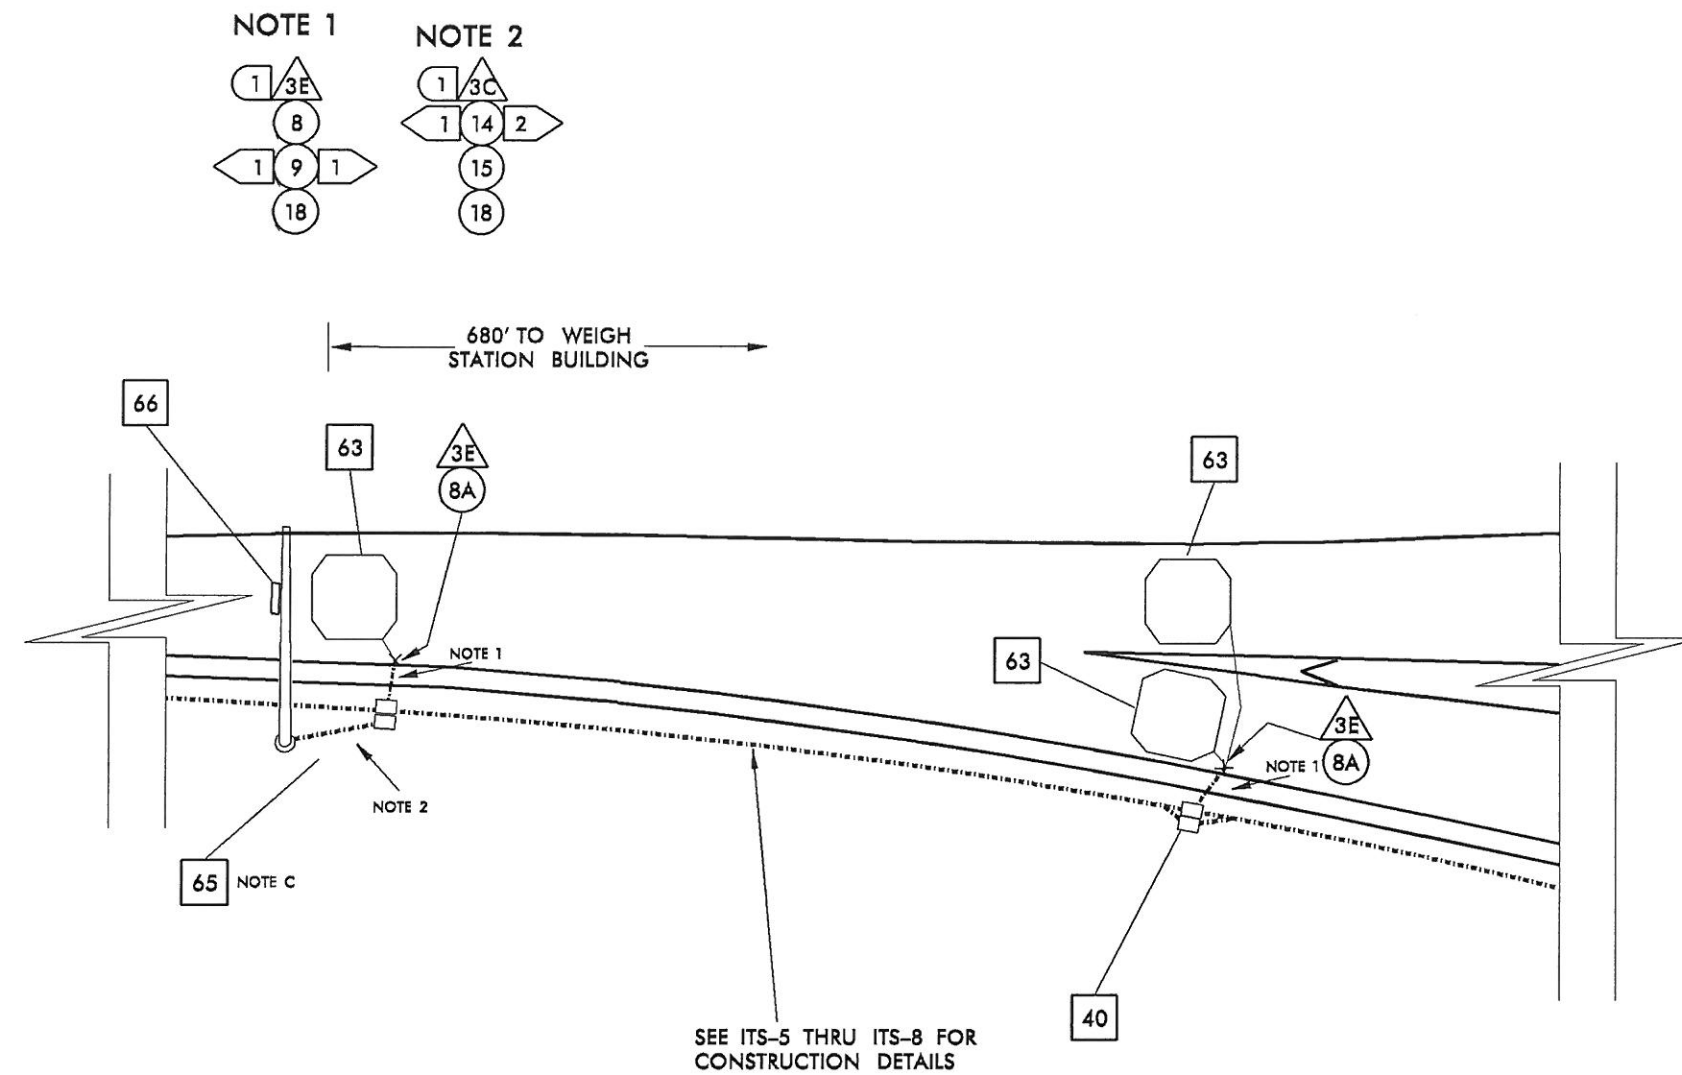 NOTE 1
NOTE 2
1 3E
1 3C
8
1 14 2
1 9 1
15
18
18
680' TO WEIGH
STATION BUILDING
66
63
3E
8A
63
NOTE 1
63
3E
8A
NOTE 1
NOTE 2
65 NOTE C
40
SEE ITS-5 THRU ITS-8 FOR
CONSTRUCTION DETAILS